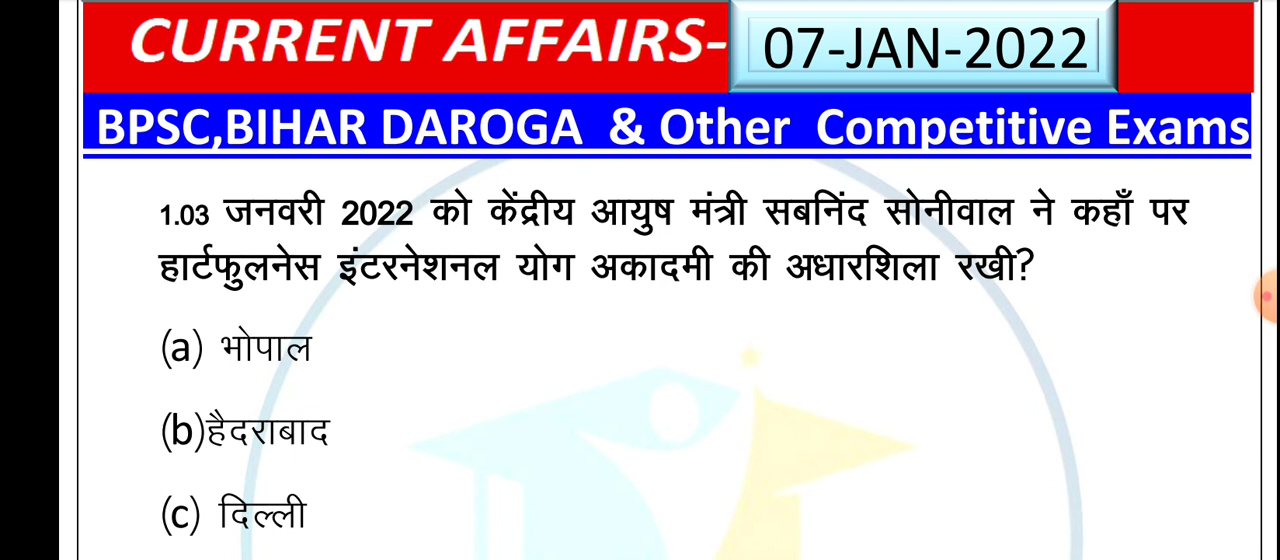 CURRENT AFFAIRS- 07-JAN-2022
BPSC,BIHAR DAROGA & Other Competitive Exams
1.03 जनवरी 2022 को केंद्रीय आयुष मंत्री सबनिंद सोनीवाल ने कहाँ पर
हार्टफुलनेस इंटरनेशनल योग अकादमी की अधारशिला रखी?
(a) भोपाल
(b)हैदराबाद
(c) दिल्ली